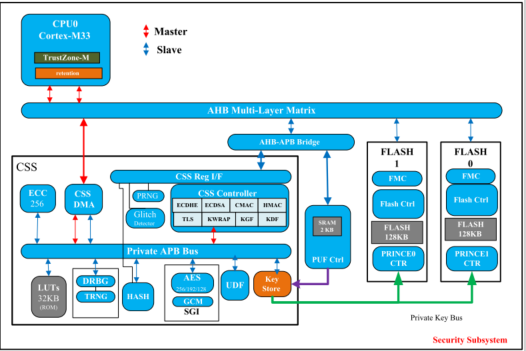 CPU0
Cortex-M33
TrustZone-M
retention
Master
Slave
AHB Multi-Layer Matrix
AHB-APB Bridge
CSS
CSS Reg I/F
ECC
256
CSS
DMA
PRNG
Glitch
Detector
CSS Controller
ECDHE ECDSA CMAC HMAC
TLS KWRAP KGF KDF
SRAM
2 KB
PUF Ctrl
FLASH
1
FMC
Flash Ctrl
FLASH
128KB
PRINCE0
CTR
FLASH
0
FMC
Flash Ctrl
FLASH
128KB
PRINCE1
CTR
Private APB Bus
LUTs
32KB
(ROM)
DRBG
TRNG
HASH
AES
256/192/128
GCM
SGI
UDF
Key
Store
Private Key Bus
Security Subsystem